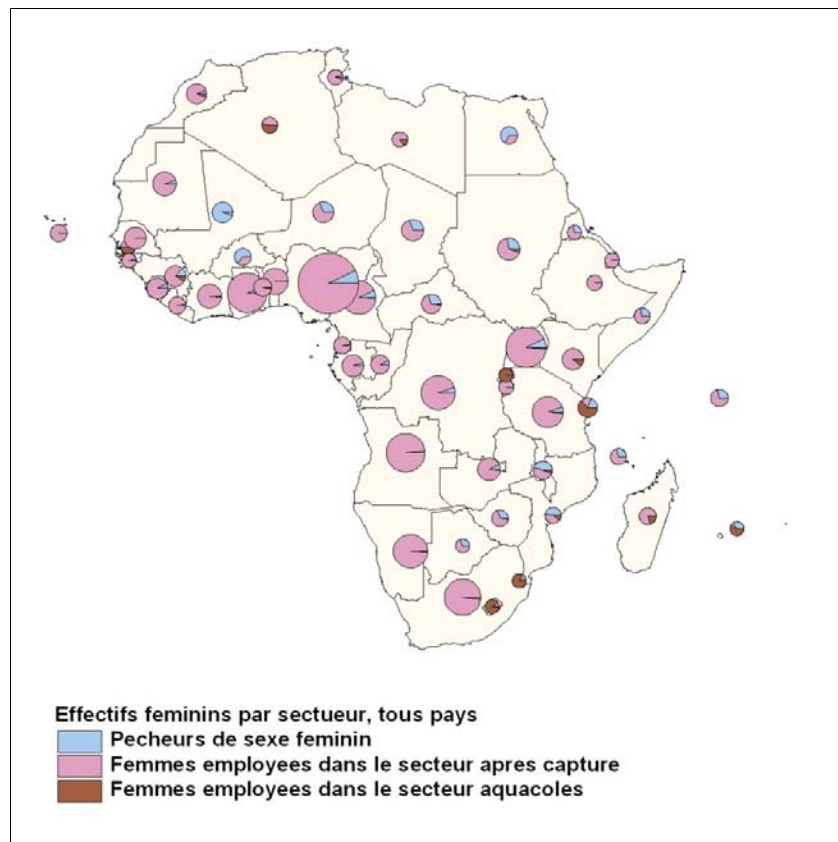 Effectifs feminins par sectueur, tous pays
Pecheurs de sexe feminin
Femmes employees dans le secteur apres capture
Femmes employees dans le secteur aquacoles